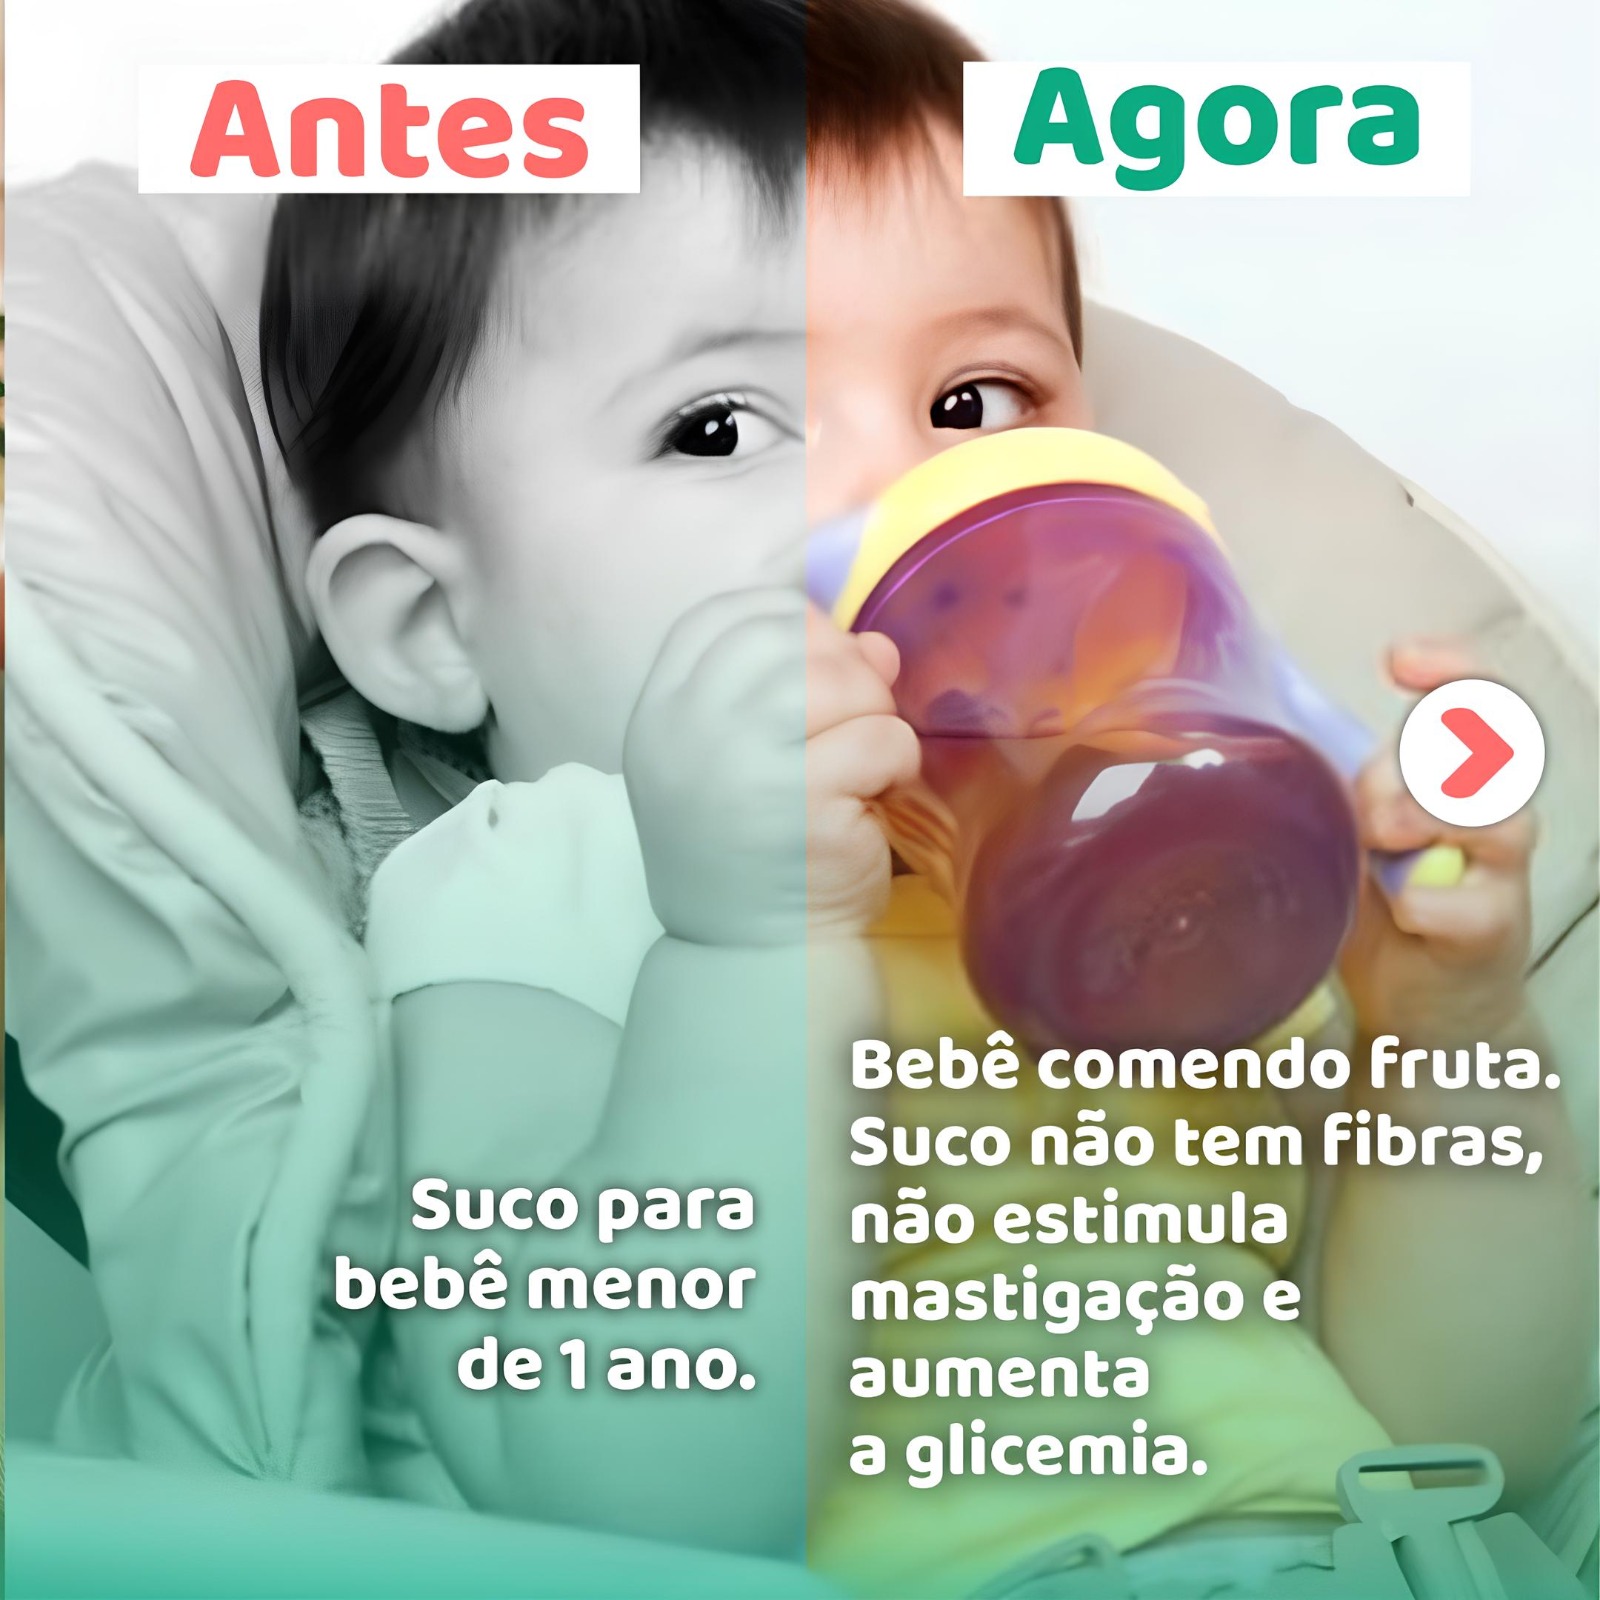 Antes
Suco para
bebê menor
de 1 ano.
Agora
Bebê comendo fruta.
Suco não tem fibras,
não estimula
mastigação e
aumenta
a glicemia.